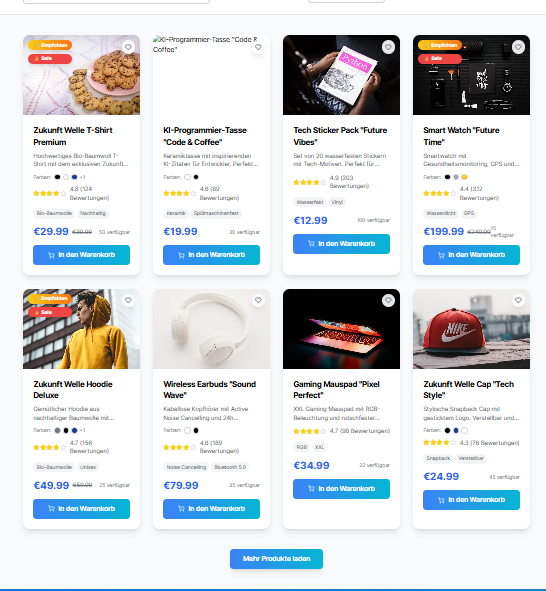 Empfohlen
Sale
Zukunft Welle T-Shirt
Premium
Hochwertiges Bio-Baumwoll T-
Shirt mit dem exklusiven Zukunft...
Farben:
+1
4.8 (124
Bewertungen)
Bio-Baumwolle
Nachhaltig
€29.99
€39.99
50 verfügbar
In den Warenkorb
KI-Programmier-Tasse "Code &
Coffee"
KI-Programmier-Tasse
"Code & Coffee"
Keramiktasse mit inspirierenden
KI-Zitaten für Entwickler. Perfekt...
Farben:
4.6 (89
Bewertungen)
Keramik
Spülmaschinenfest
€19.99
30 verfügbar
In den Warenkorb
Python
Tech Sticker Pack "Future
Vibes"
Set von 20 wasserfesten Stickern
mit Tech-Motiven. Perfekt für...
4.9 (203
Bewertungen)
Wasserfest
Vinyl
€12.99
100 verfügbar
In den Warenkorb
Empfohlen
Sale
Smart Watch "Future
Time"
Smartwatch mit
Gesundheitsmonitoring, GPS und...
Farben:
4.4 (312
Bewertungen)
Wasserdicht
GPS
€199.99
€249.99
15
verfügbar
In den Warenkorb
Empfohlen
Sale
Zukunft Welle Hoodie
Deluxe
Gemütlicher Hoodie aus
nachhaltiger Baumwolle mit...
Farben:
+1
4.7 (156
Bewertungen)
Bio-Baumwolle
Unisex
€49.99
€59.99
25 verfügbar
In den Warenkorb
Wireless Earbuds "Sound
Wave"
Kabellose Kopfhörer mit Active
Noise Cancelling und 24h...
Farben:
4.6 (189
Bewertungen)
Noise Cancelling
Bluetooth 5.0
€79.99
35 verfügbar
In den Warenkorb
Gaming Mauspad "Pixel
Perfect"
XXL Gaming Mauspad mit RGB-
Beleuchtung und rutschfester...
4.7 (98 Bewertungen)
RGB
XXL
€34.99
22 verfügbar
In den Warenkorb
NIKE
Zukunft Welle Cap "Tech
Style"
Stylische Snapback Cap mit
gesticktem Logo. Verstellbar und...
Farben:
4.3 (76 Bewertungen)
Snapback
Verstellbar
€24.99
45 verfügbar
In den Warenkorb
Mehr Produkte laden